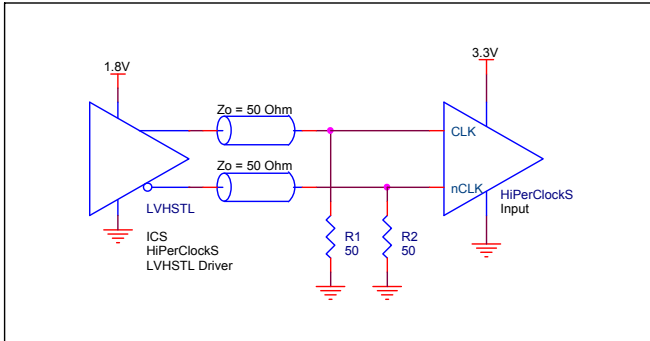 1.8V
3.3V
Zo = 50 Ohm
CLK
Zo = 50 Ohm
nCLK
LVHSTL
HiPerClockS
Input
ICS
HiPerClockS
LVHSTL Driver
R1
50
R2
50